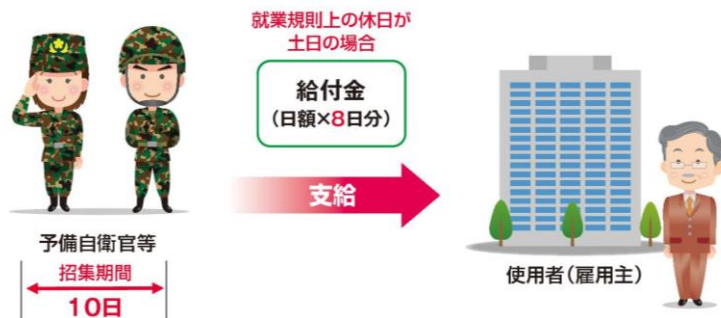 就業規則上の休日が
土日の場合
給付金
（日額×8日分）
支給
予備自衛官等
招集期間
10日
使用者（雇用主）